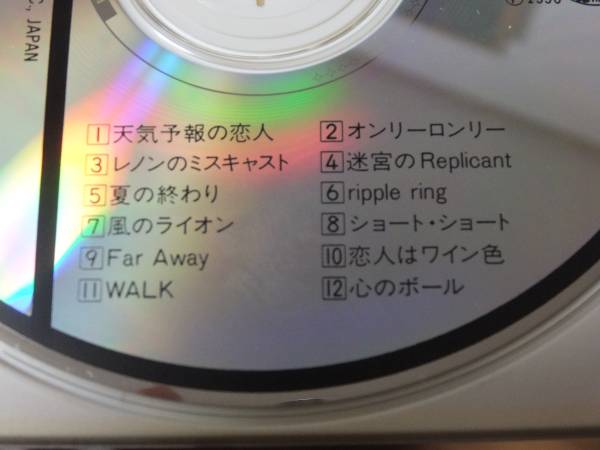 ., JAPAN
1 天気予報の恋人 2 オンリーロンリー
3 レノンのミスキャスト 4 迷宮のReplicant
5 夏の終わり 6 ripple ring
7 風のライオン 8 ショート・ショート
9 Far Away 10 恋人はワイン色
11 WALK 12 心のボール